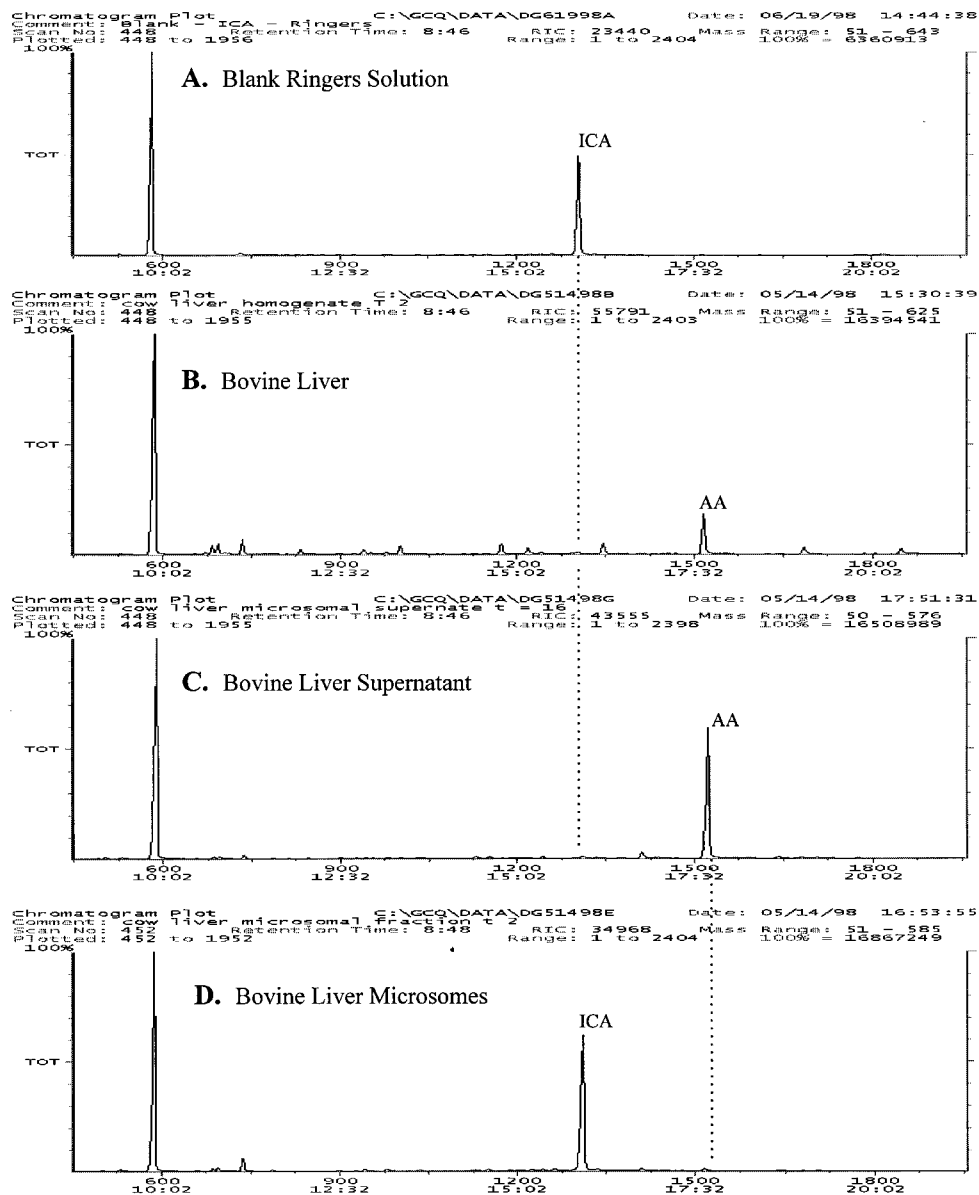 Chromatogram Plot C:\GCQ\DATA\DG61998A Date: 06/19/98 14:44:38
Comment: Blank - ICA - Ringers
Scan No: 448 Retention Time: 8:46 RIC: 23440 Mass Range: 51 - 643
Plotted: 448 to 1956 Range: 1 to 2404 100% = 6360913
100%
A. Blank Ringers Solution
ICA
TOT
600 900 1200 1500 1800
10:02 12:32 15:02 17:32 20:02
Chromatogram Plot C:\GCQ\DATA\DG51498B Date: 05/14/98 15:30:39
Comment: cow liver homogenate T 2
Scan No: 448 Retention Time: 8:46 RIC: 55791 Mass Range: 51 - 625
Plotted: 448 to 1955 Range: 1 to 2403 100% = 16394541
100%
B. Bovine Liver
TOT
AA
600 900 1200 1500 1800
10:02 12:32 15:02 17:32 20:02
Chromatogram Plot C:\GCQ\DATA\DG51498G Date: 05/14/98 17:51:31
Comment: cow liver microsomal supernate t = 16
Scan No: 448 Retention Time: 8:46 RIC: 43555 Mass Range: 50 - 576
Plotted: 448 to 1955 Range: 1 to 2398 100% = 16508989
100%
C. Bovine Liver Supernatant
AA
TOT
600 900 1200 1500 1800
10:02 12:32 15:02 17:32 20:02
Chromatogram Plot C:\GCQ\DATA\DG51498E Date: 05/14/98 16:53:55
Comment: cow liver microsomal fraction t 2
Scan No: 452 Retention Time: 8:48 RIC: 34968 Mass Range: 51 - 585
Plotted: 452 to 1952 Range: 1 to 2404 100% = 16867249
100%
D. Bovine Liver Microsomes
ICA
TOT
600 900 1200 1500 1800
10:02 12:32 15:02 17:32 20:02